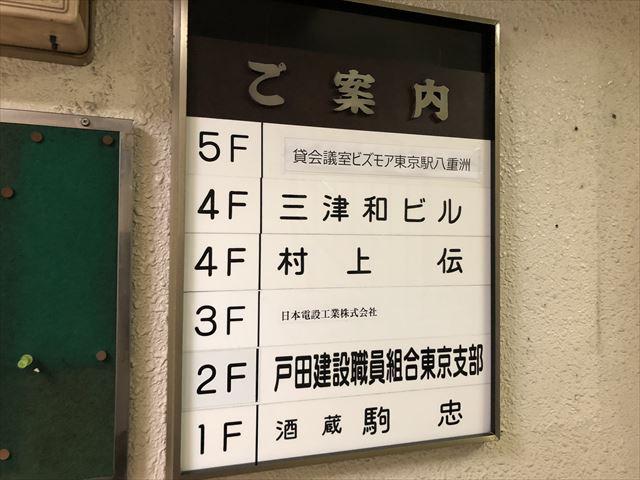 ご案内
5F 貸会議室ビズモア東京駅八重洲
4F 三津和ビル
4F 村上 伝
3F 日本電設工業株式会社
2F 戸田建設職員組合東京支部
1F 酒蔵駒忠